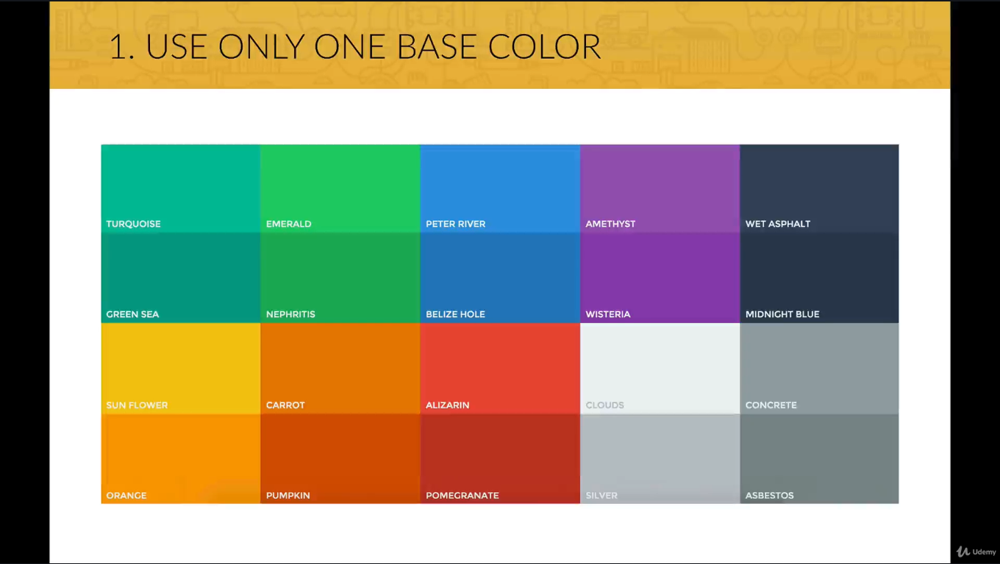 1. USE ONLY ONE BASE COLOR
TURQUOISE
EMERALD
PETER RIVER
AMETHYST
WET ASPHALT
GREEN SEA
NEPHRITIS
BELIZE HOLE
WISTERIA
MIDNIGHT BLUE
SUN FLOWER
CARROT
ALIZARIN
CLOUDS
CONCRETE
ORANGE
PUMPKIN
POMEGRANATE
SILVER
ASBESTOS
Udemy